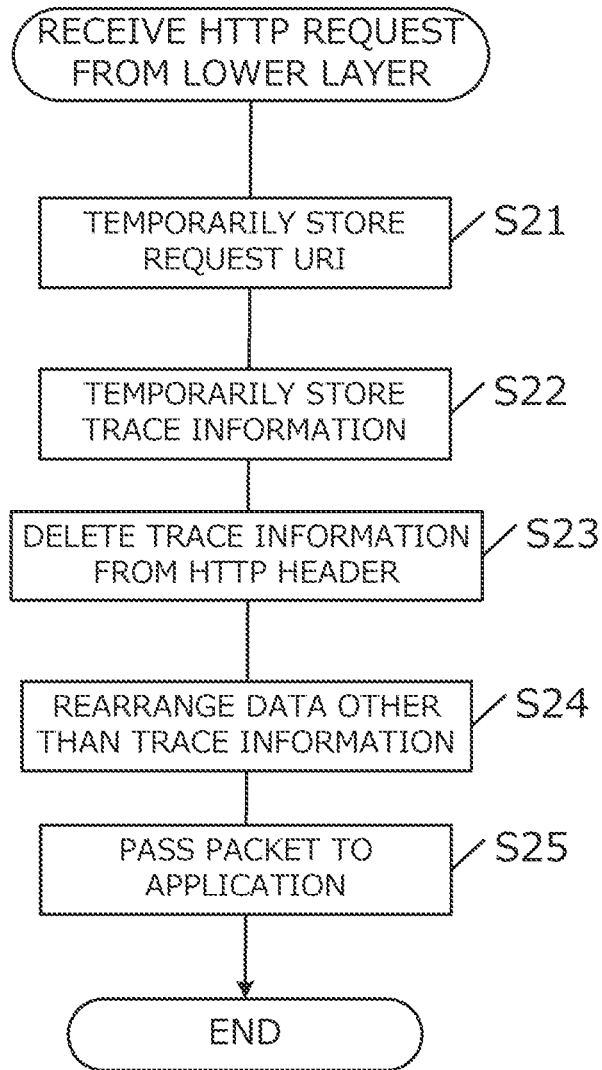 RECEIVE HTTP REQUEST
FROM LOWER LAYER
TEMPORARILY STORE
REQUEST URI
S21
TEMPORARILY STORE
TRACE INFORMATION
S22
DELETE TRACE INFORMATION
FROM HTTP HEADER
S23
REARRANGE DATA OTHER
THAN TRACE INFORMATION
S24
PASS PACKET TO
APPLICATION
S25
END